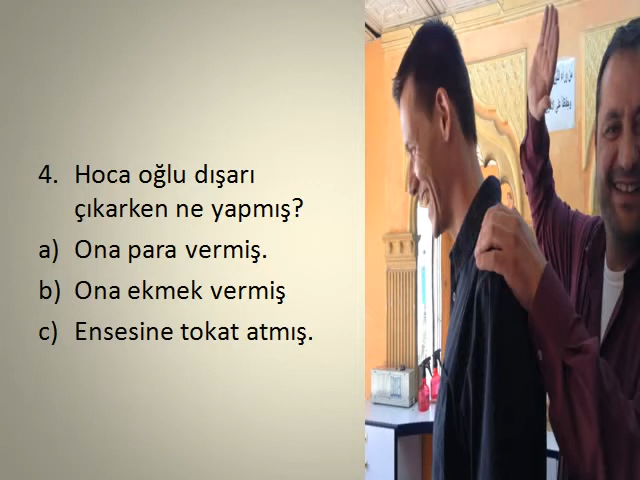 4. Hoca oğlu dışarı
çıkarken ne yapmış?
a) Ona para vermiş.
b) Ona ekmek vermiş
c) Ensesine tokat atmış.